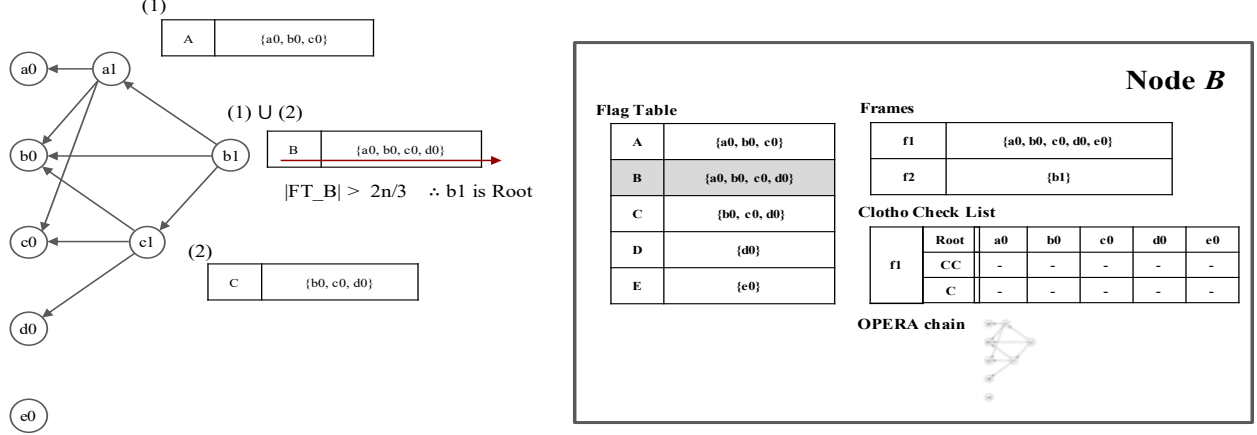 (1)
A {a0, b0, c0}
a0 a1
(1) ∪ (2)
b0 b1
B {a0, b0, c0, d0}
|FT_B| > 2n/3 ∴ b1 is Root
c0 c1
(2)
C {b0, c0, d0}
d0
e0
Node B
Flag Table
A {a0, b0, c0}
B {a0, b0, c0, d0}
C {b0, c0, d0}
D {d0}
E {e0}
Frames
f1 {a0, b0, c0, d0, e0}
f2 {b1}
Clotho Check List
f1
Root a0 b0 c0 d0 e0
CC - - - - -
C - - - - -
OPERA chain